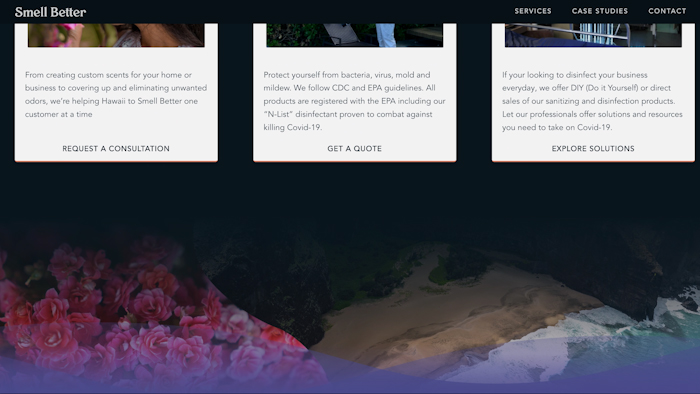 Smell Better
SERVICES
CASE STUDIES
CONTACT
From creating custom scents for your home or
business to covering up and eliminating unwanted
odors, we're helping Hawaii to Smell Better one
customer at a time
REQUEST A CONSULTATION
Protect yourself from bacteria, virus, mold and
mildew. We follow CDC and EPA guidelines. All
products are registered with the EPA including our
“N-List” disinfectant proven to combat against
killing Covid-19.
GET A QUOTE
If your looking to disinfect your business
everyday, we offer DIY (Do it Yourself) or direct
sales of our sanitizing and disinfection products.
Let our professionals offer solutions and resources
you need to take on Covid-19.
EXPLORE SOLUTIONS